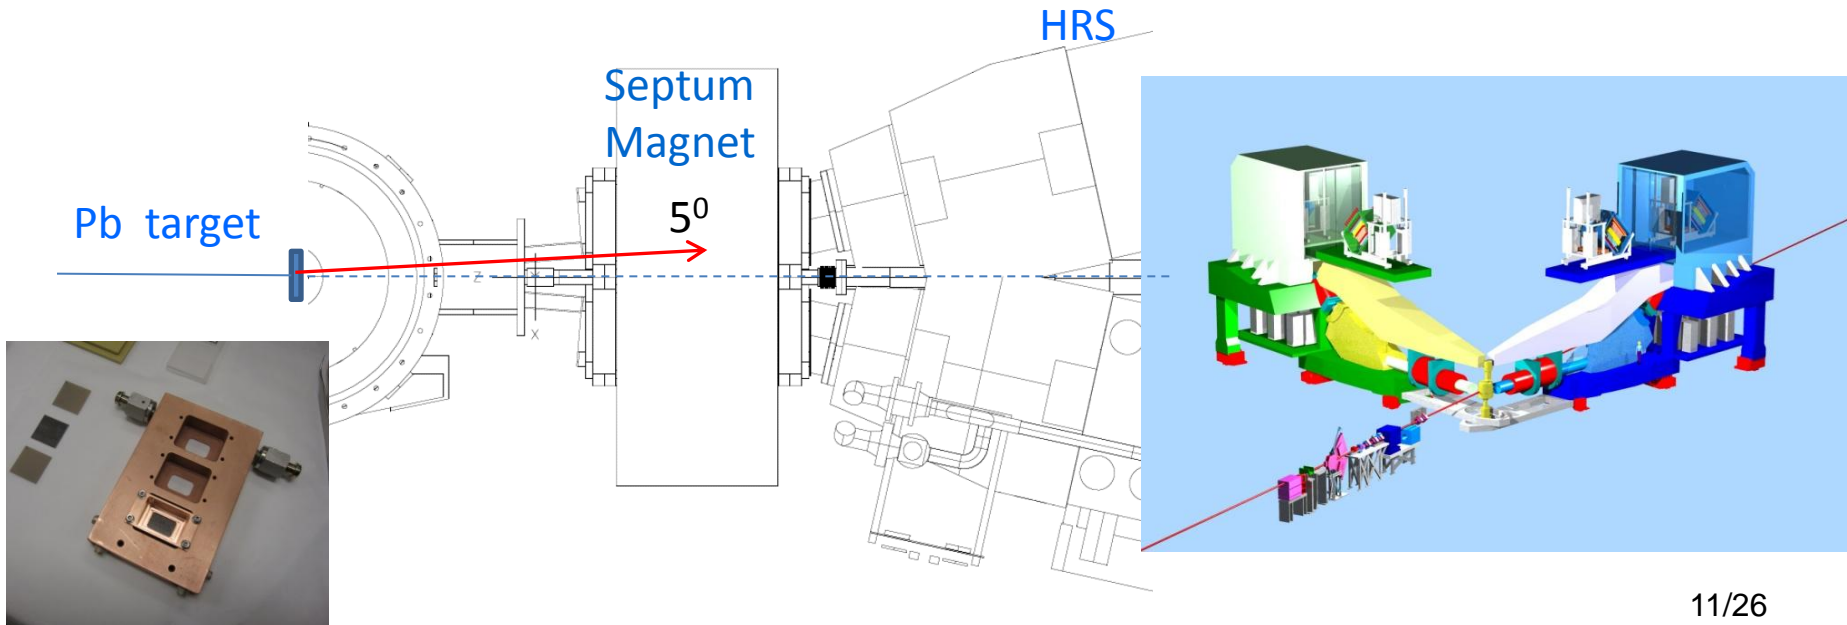 HRS
Septum
Magnet
5⁰
Pb target
Z
X
11/26